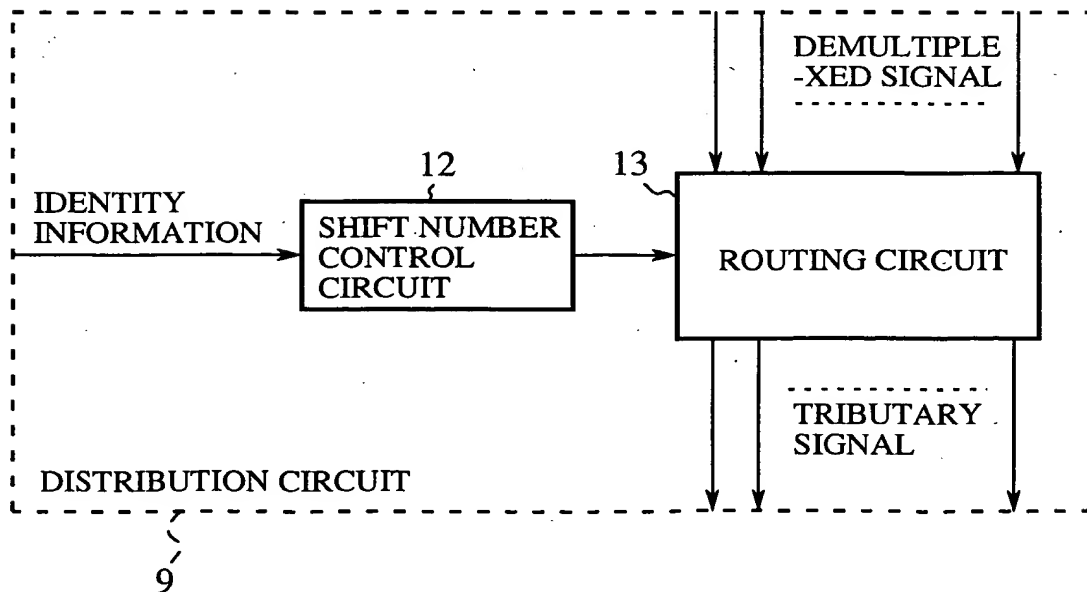 DEMULTIPLE
-XED SIGNAL
12
13
IDENTITY
INFORMATION
SHIFT NUMBER
CONTROL
CIRCUIT
ROUTING CIRCUIT
TRIBUTARY
SIGNAL
DISTRIBUTION CIRCUIT
9